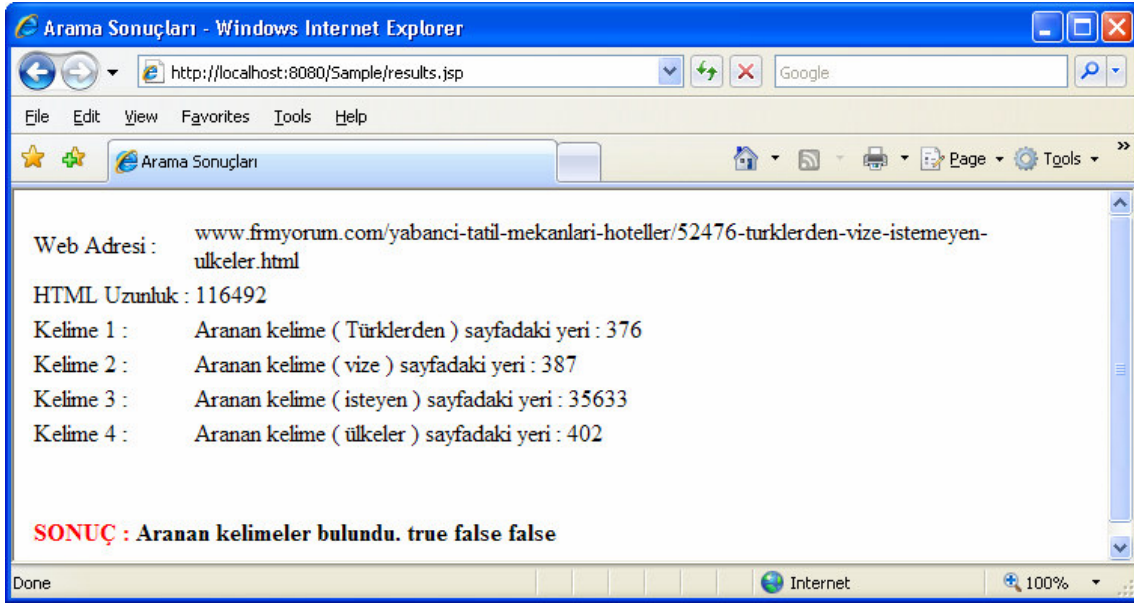 Arama Sonuçları - Windows Internet Explorer
http://localhost:8080/Sample/results.jsp
Google
File Edit View Favorites Tools Help
Arama Sonuçları
Page Tools »
Web Adresi : www.frmyorum.com/yabanci-tatil-mekanlari-hoteller/52476-turklerden-vize-istemeyen-
ulkeler.html
HTML Uzunluk : 116492
Kelime 1 : Aranan kelime ( Türklerden ) sayfadaki yeri : 376
Kelime 2 : Aranan kelime ( vize ) sayfadaki yeri : 387
Kelime 3 : Aranan kelime ( isteyen ) sayfadaki yeri : 35633
Kelime 4 : Aranan kelime ( ülkeler ) sayfadaki yeri : 402
SONUÇ : Aranan kelimeler bulundu. true false false
Done Internet 100%